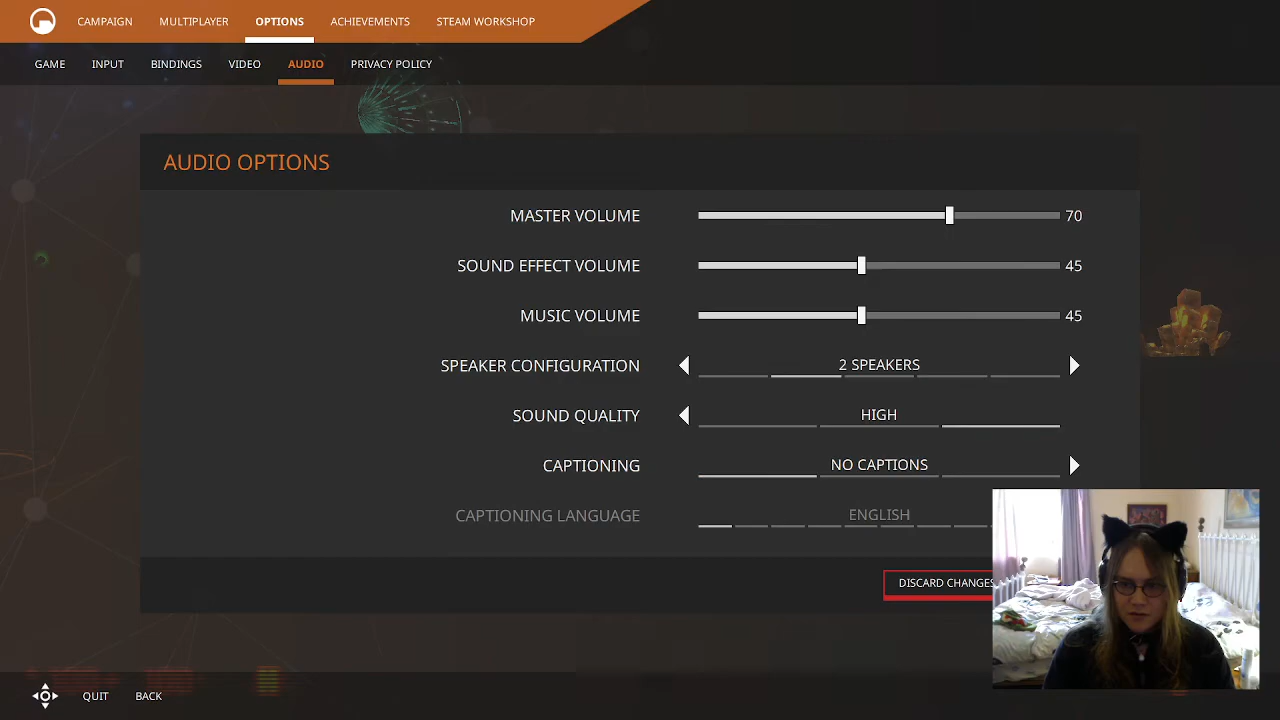 CAMPAIGN MULTIPLAYER OPTIONS ACHIEVEMENTS STEAM WORKSHOP
GAME INPUT BINDINGS VIDEO AUDIO PRIVACY POLICY
AUDIO OPTIONS
MASTER VOLUME 70
SOUND EFFECT VOLUME 45
MUSIC VOLUME 45
SPEAKER CONFIGURATION 2 SPEAKERS
SOUND QUALITY HIGH
CAPTIONING NO CAPTIONS
CAPTIONING LANGUAGE ENGLISH
DISCARD CHANGES
QUIT BACK